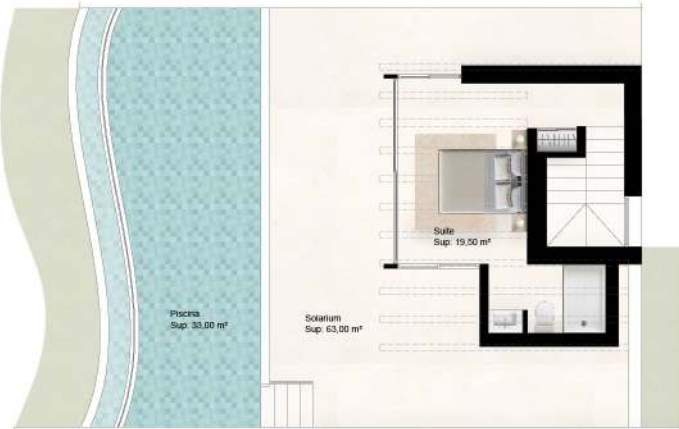 Suite
Sup: 19,50 m²
Piscina
Sup: 33,00 m²
Solarium
Sup: 63,00 m²